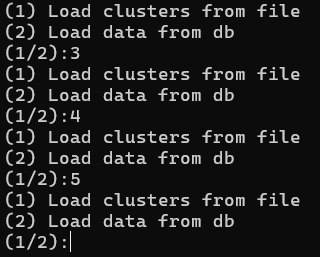 (1) Load clusters from file
(2) Load data from db
(1/2):3
(1) Load clusters from file
(2) Load data from db
(1/2):4
(1) Load clusters from file
(2) Load data from db
(1/2):5
(1) Load clusters from file
(2) Load data from db
(1/2):